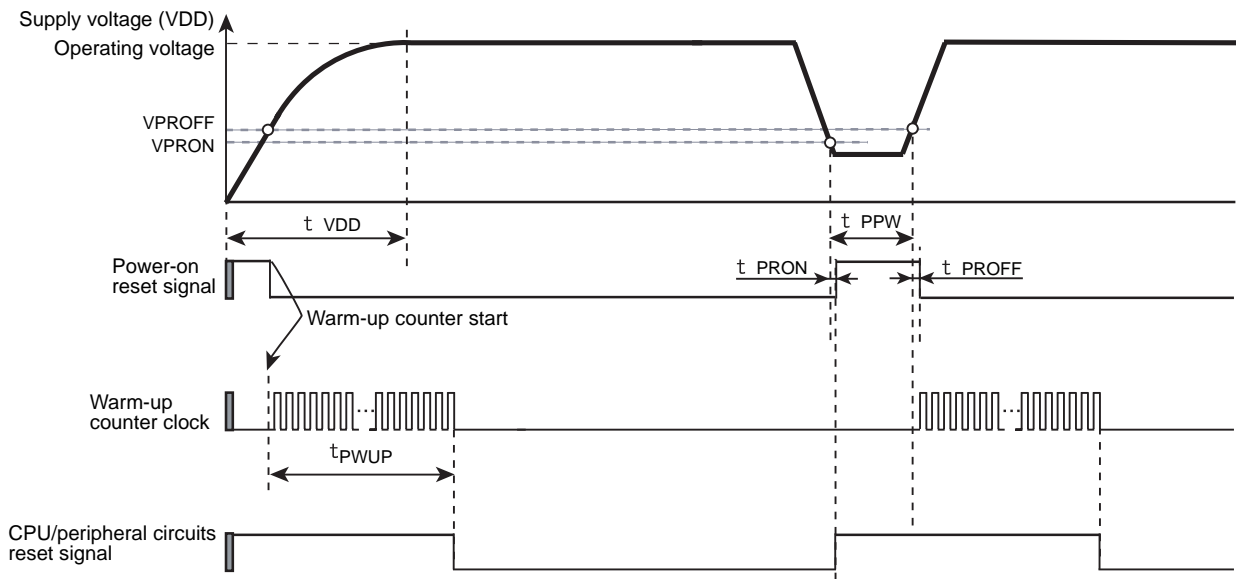 Supply voltage (VDD)
Operating voltage
VPROFF
VPRON
t VDD
t PPW
Power-on
reset signal
t PRON
t PROFF
Warm-up counter start
Warm-up
counter clock
...
...
tPWUP
CPU/peripheral circuits
reset signal